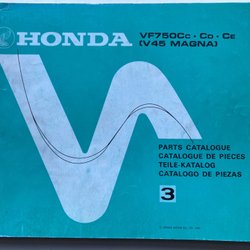 HONDA
VF750CC · CD · CE
(V45 MAGNA)
PARTS CATALOGUE
CATALOGUE DE PIECES
TEILE-KATALOG
CATALOGO DE PIEZAS
3